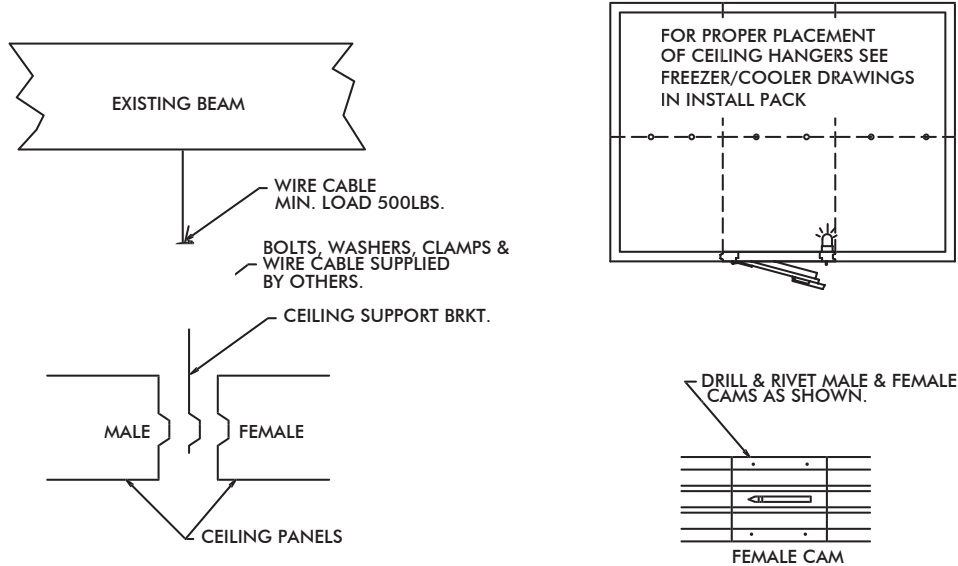 EXISTING BEAM
WIRE CABLE
MIN. LOAD 500LBS.
BOLTS, WASHERS, CLAMPS &
WIRE CABLE SUPPLIED
BY OTHERS.
CEILING SUPPORT BRKT.
MALE
FEMALE
CEILING PANELS
FOR PROPER PLACEMENT
OF CEILING HANGERS SEE
FREEZER/COOLER DRAWINGS
IN INSTALL PACK
DRILL & RIVET MALE & FEMALE
CAMS AS SHOWN.
FEMALE CAM